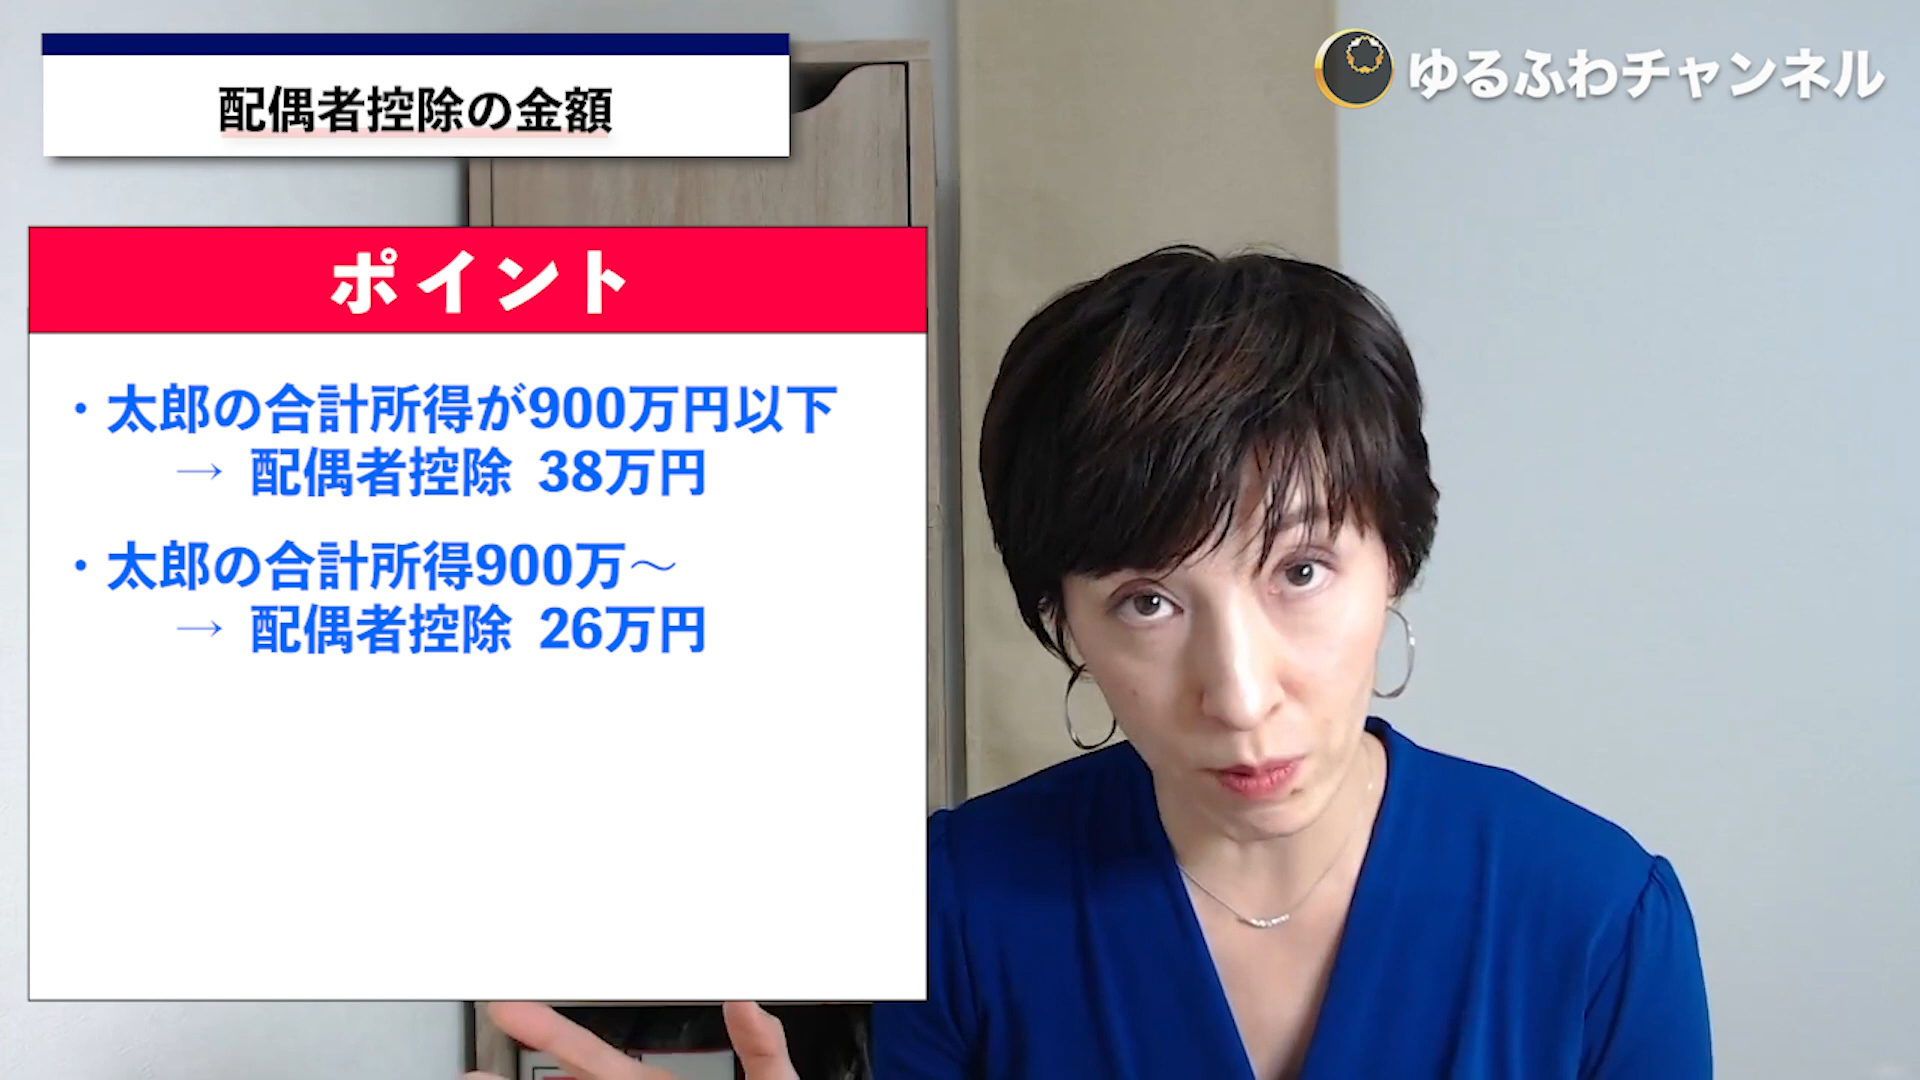 配偶者控除の金額
ゆるふわチャンネル
ポイント
・太郎の合計所得が900万円以下
→ 配偶者控除 38万円
・太郎の合計所得900万〜
→ 配偶者控除 26万円